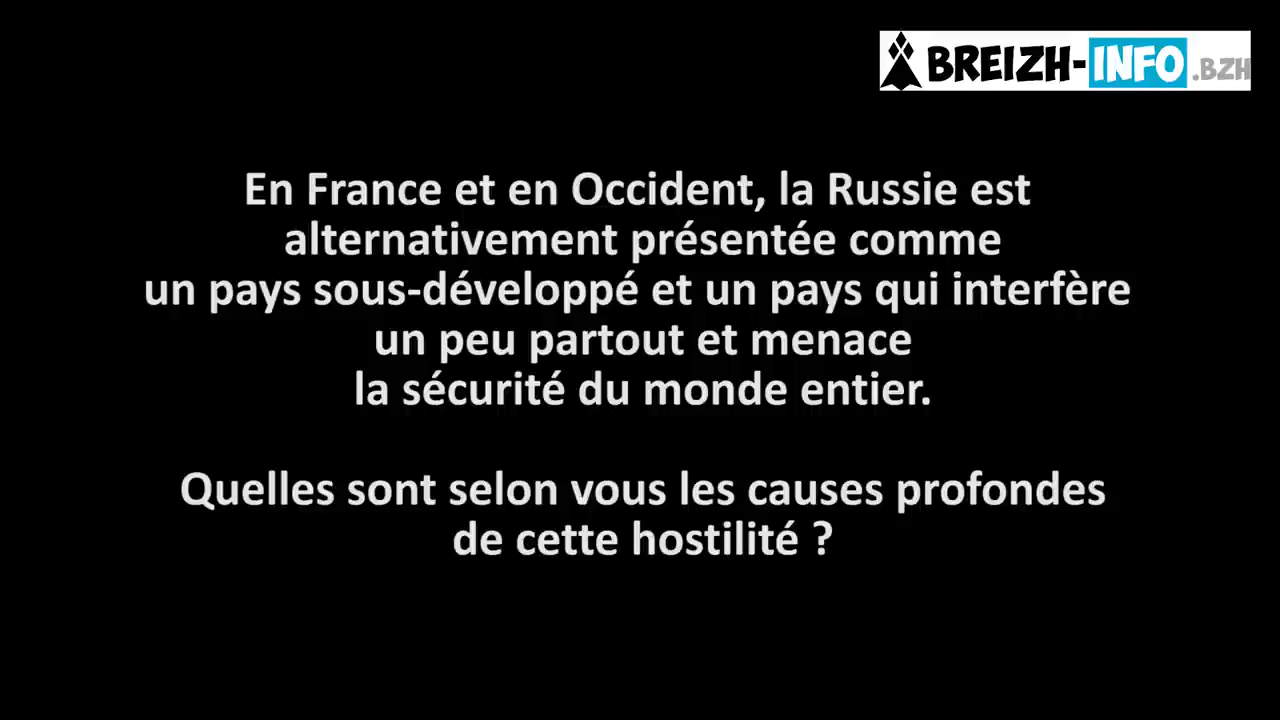 BREIZH-INFO.BZH
En France et en Occident, la Russie est
alternativement présentée comme
un pays sous-développé et un pays qui interfère
un peu partout et menace
la sécurité du monde entier.
Quelles sont selon vous les causes profondes
de cette hostilité ?